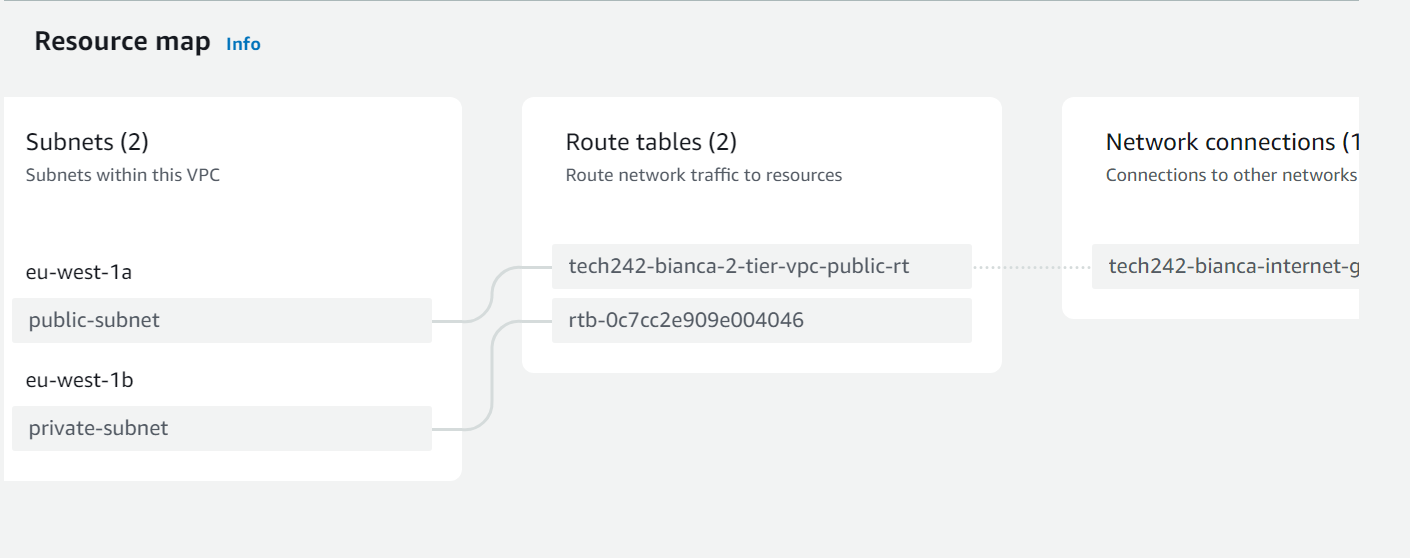 Resource map Info
Subnets (2)
Subnets within this VPC
eu-west-1a
public-subnet
eu-west-1b
private-subnet
Route tables (2)
Route network traffic to resources
tech242-bianca-2-tier-vpc-public-rt
rtb-0c7cc2e909e004046
Network connections (1
Connections to other networks
tech242-bianca-internet-g